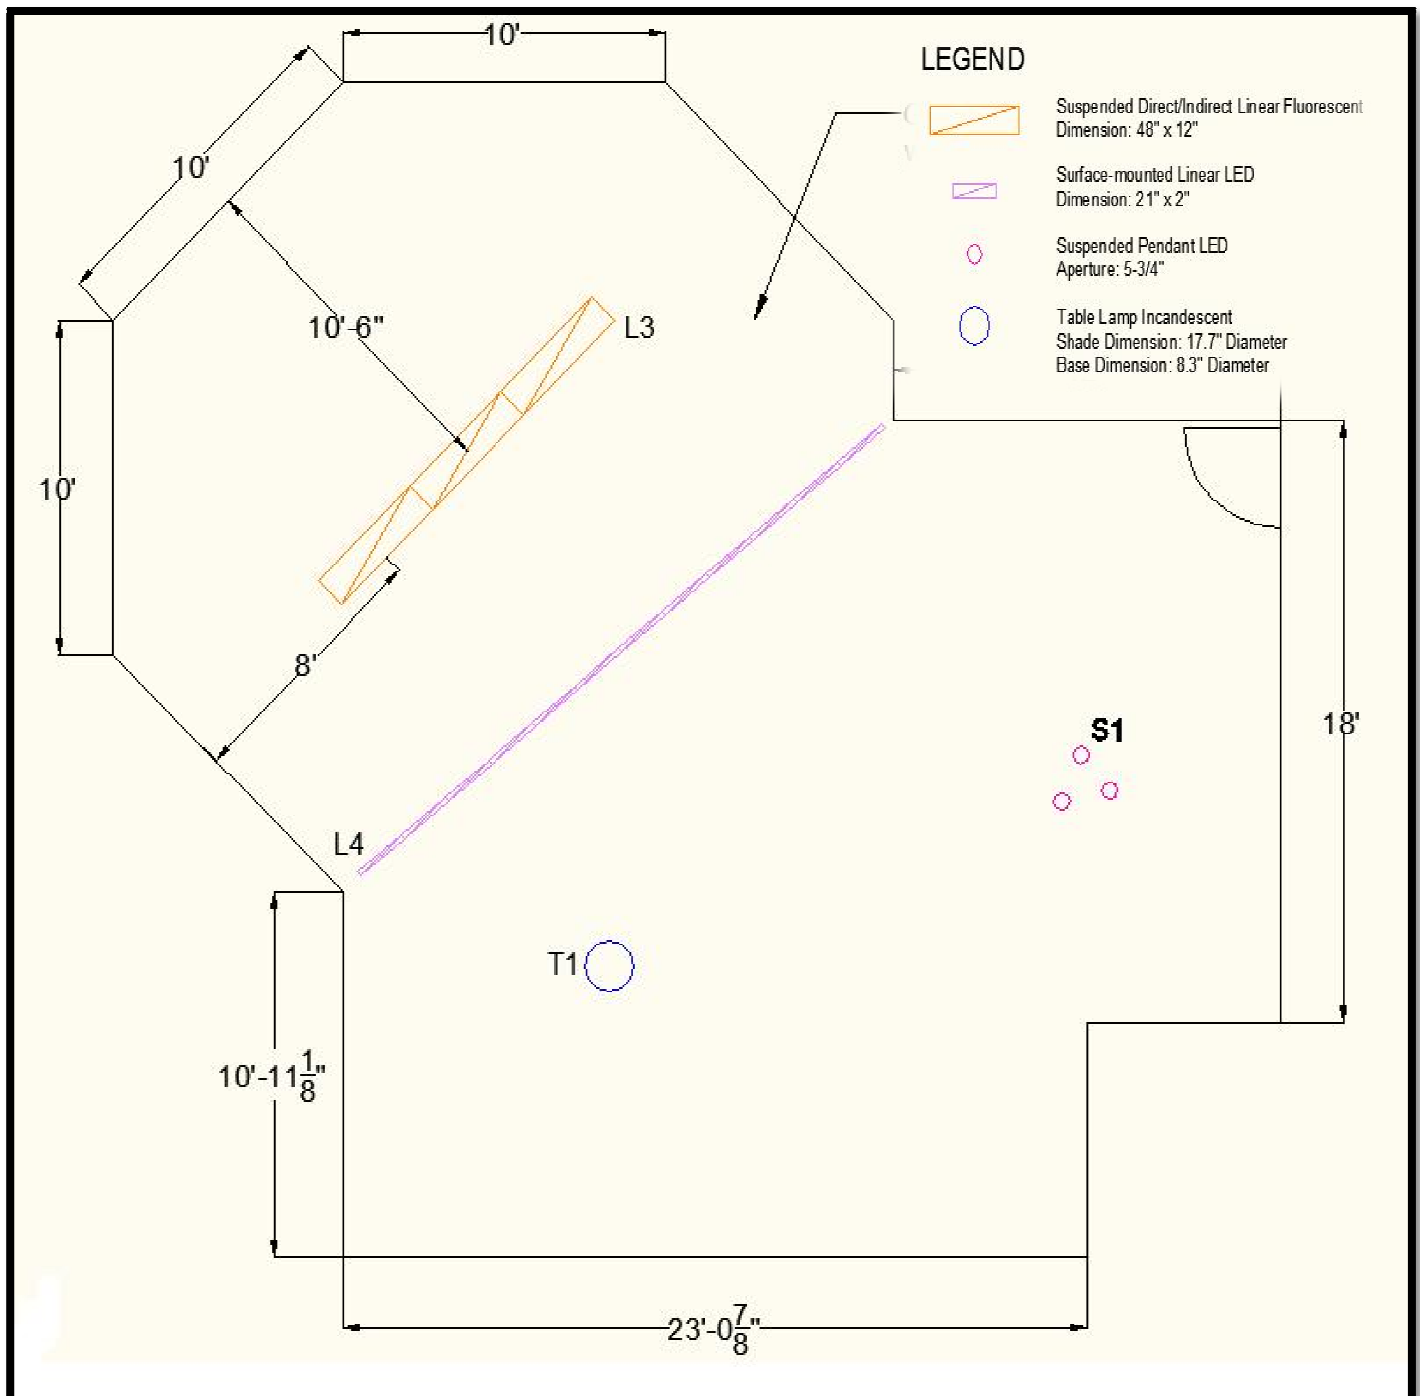 10'
LEGEND
Suspended Direct/Indirect Linear Fluorescent
Dimension: 48" x 12"
10'
Surface-mounted Linear LED
Dimension: 21" x 2"
Suspended Pendant LED
Aperture: 5-3/4"
10'-6"
L3
Table Lamp Incandescent
Shade Dimension: 17.7" Diameter
Base Dimension: 8.3" Diameter
10'
8'
S1
18'
L4
T1
10'-11 1/8"
23'-0 7/8"